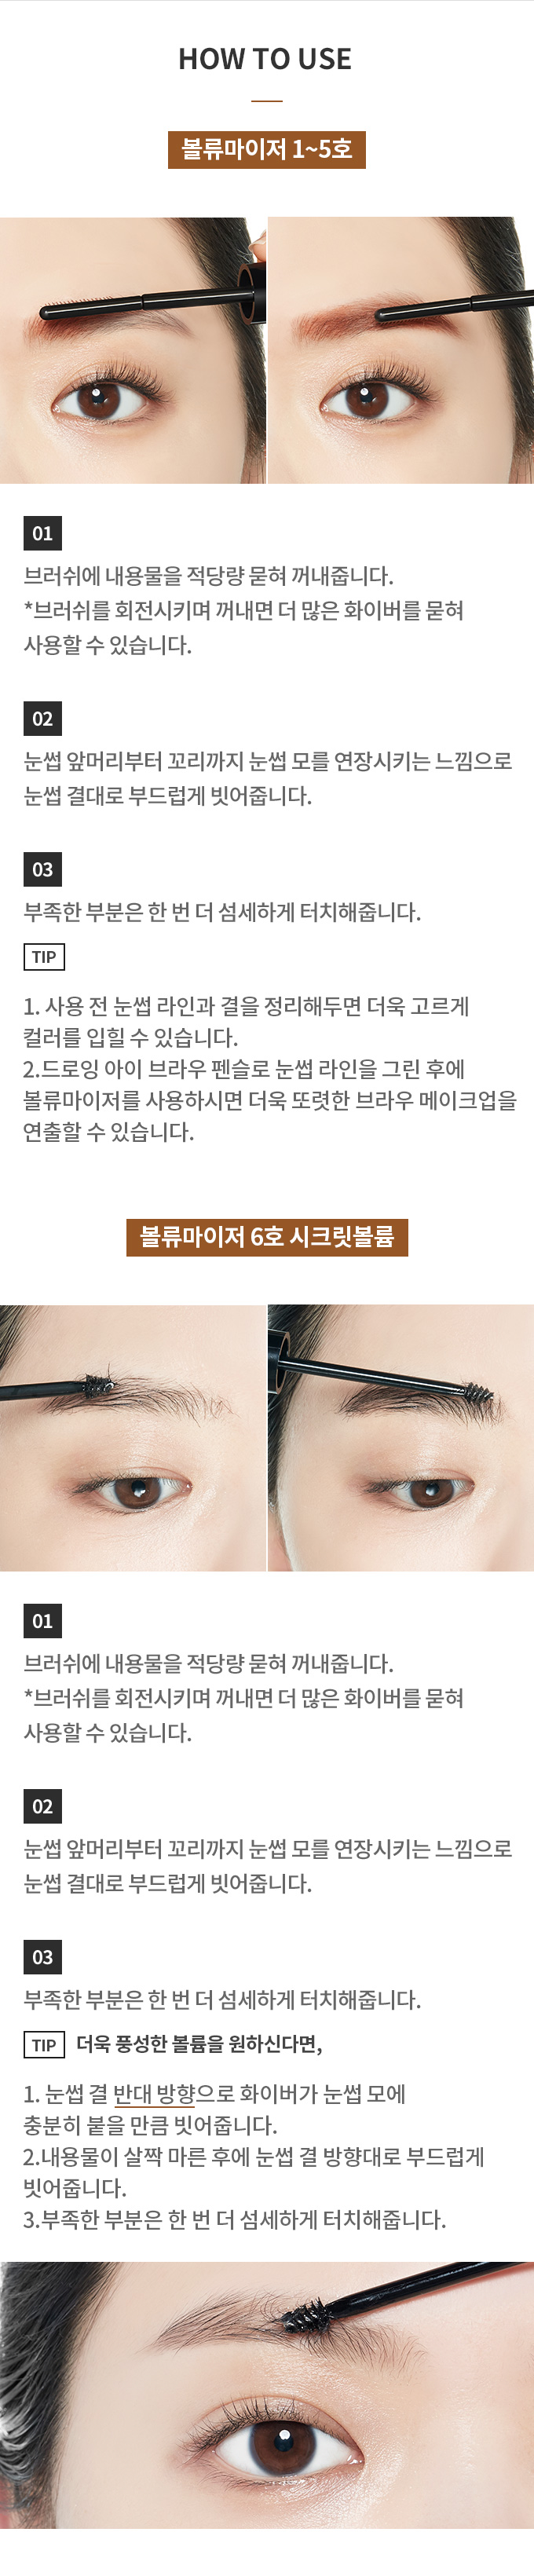 HOW TO USE
볼류마이저 1~5호
01
브러쉬에 내용물을 적당량 묻혀 꺼내줍니다.
*브러쉬를 회전시키며 꺼내면 더 많은 화이버를 묻혀
사용할 수 있습니다.
02
눈썹 앞머리부터 꼬리까지 눈썹 모를 연장시키는 느낌으로
눈썹 결대로 부드럽게 빗어줍니다.
03
부족한 부분은 한 번 더 섬세하게 터치해줍니다.
TIP
1. 사용 전 눈썹 라인과 결을 정리해두면 더욱 고르게
컬러를 입힐 수 있습니다.
2.드로잉 아이 브라우 펜슬로 눈썹 라인을 그린 후에
볼류마이저를 사용하시면 더욱 또렷한 브라우 메이크업을
연출할 수 있습니다.
볼류마이저 6호 시크릿볼륨
01
브러쉬에 내용물을 적당량 묻혀 꺼내줍니다.
*브러쉬를 회전시키며 꺼내면 더 많은 화이버를 묻혀
사용할 수 있습니다.
02
눈썹 앞머리부터 꼬리까지 눈썹 모를 연장시키는 느낌으로
눈썹 결대로 부드럽게 빗어줍니다.
03
부족한 부분은 한 번 더 섬세하게 터치해줍니다.
TIP 더욱 풍성한 볼륨을 원하신다면,
1. 눈썹 결 반대 방향으로 화이버가 눈썹 모에
충분히 붙을 만큼 빗어줍니다.
2.내용물이 살짝 마른 후에 눈썹 결 방향대로 부드럽게
빗어줍니다.
3.부족한 부분은 한 번 더 섬세하게 터치해줍니다.